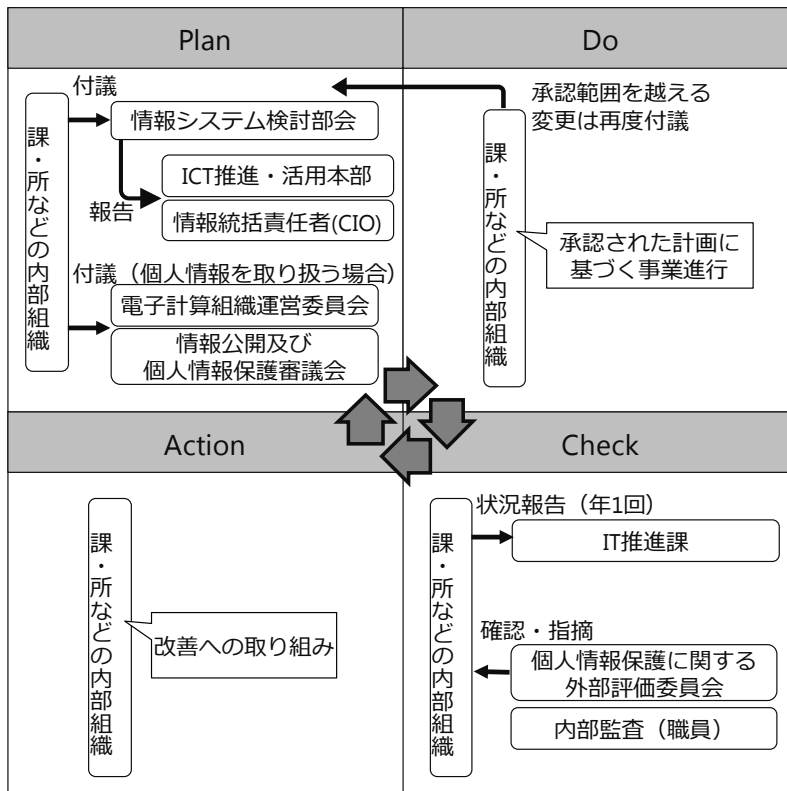 Plan
付議
課・所などの内部組織
情報システム検討部会
ICT推進・活用本部
報告
情報統括責任者(CIO)
付議（個人情報を取り扱う場合）
電子計算組織運営委員会
情報公開及び
個人情報保護審議会
Do
承認範囲を越える
変更は再度付議
課・所などの内部組織
承認された計画に
基づく事業進行
Action
課・所などの内部組織
改善への取り組み
Check
状況報告（年1回）
課・所などの内部組織
IT推進課
確認・指摘
個人情報保護に関する
外部評価委員会
内部監査（職員）